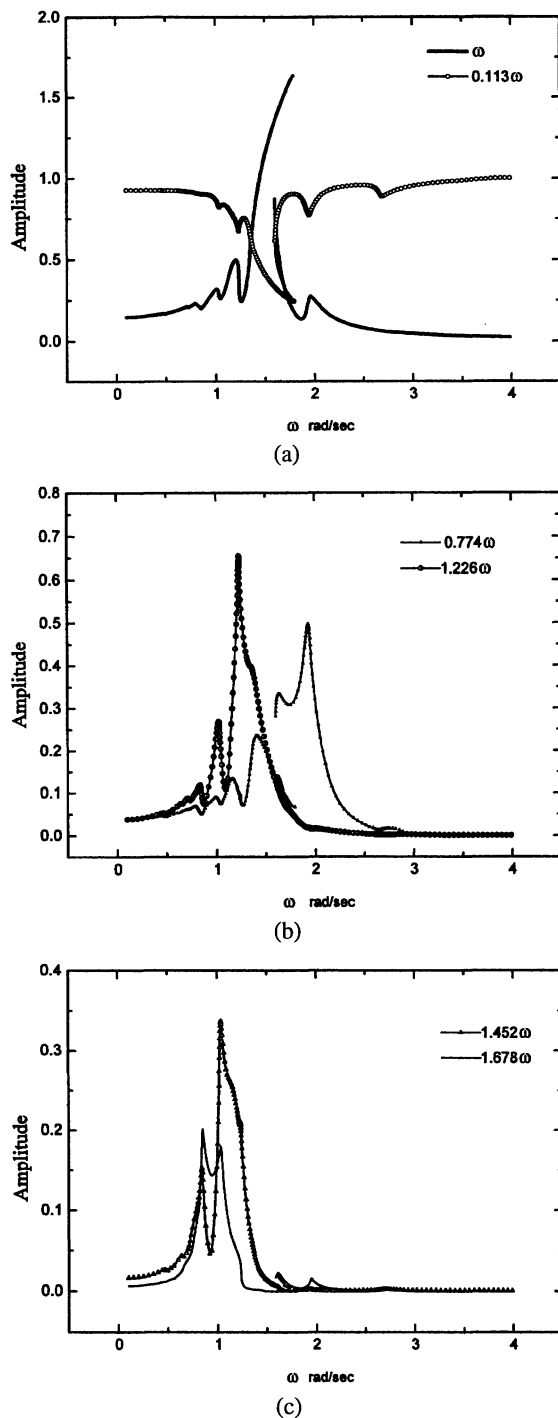 2.0
1.5
1.0
0.5
0.0
Amplitude
ω
0.113ω
0 1 2 3 4
ω rad/sec
(a)
0.8
0.7
0.6
0.5
0.4
0.3
0.2
0.1
0.0
Amplitude
0.774ω
1.226ω
0 1 2 3 4
ω rad/sec
(b)
0.4
0.3
0.2
0.1
0.0
Amplitude
1.452ω
1.678ω
0 1 2 3 4
ω rad/sec
(c)